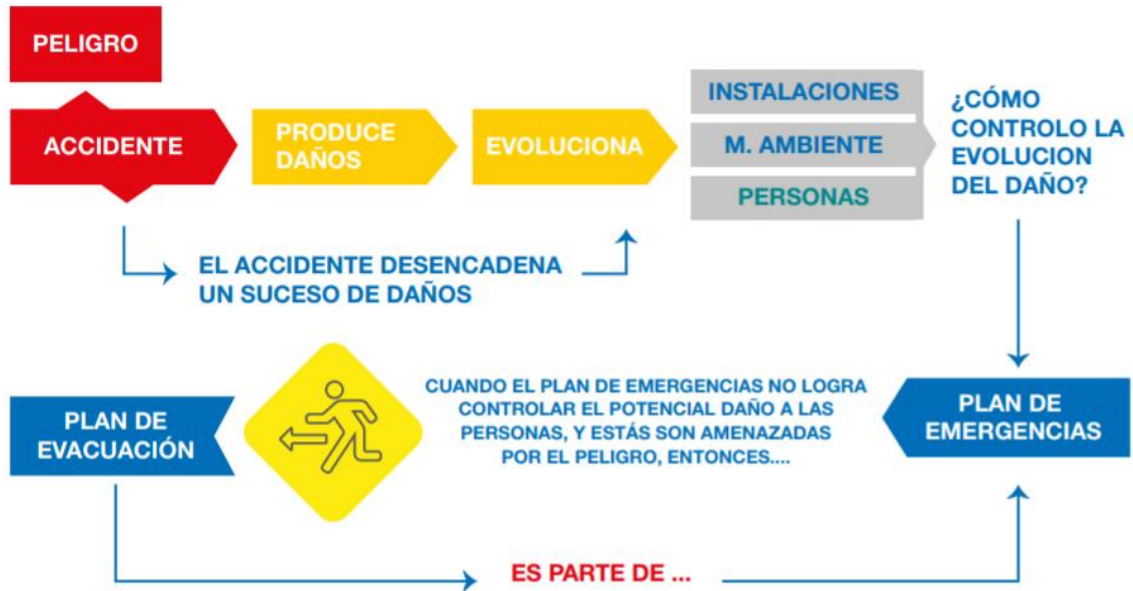 PELIGRO
ACCIDENTE
PRODUCE
DAÑOS
EVOLUCIONA
INSTALACIONES
M. AMBIENTE
PERSONAS
¿CÓMO
CONTROLO LA
EVOLUCION
DEL DAÑO?
EL ACCIDENTE DESENCADENA
UN SUCESO DE DAÑOS
PLAN DE
EVACUACIÓN
CUANDO EL PLAN DE EMERGENCIAS NO LOGRA
CONTROLAR EL POTENCIAL DAÑO A LAS
PERSONAS, Y ESTÁS SON AMENAZADAS
POR EL PELIGRO, ENTONCES....
PLAN DE
EMERGENCIAS
ES PARTE DE ...